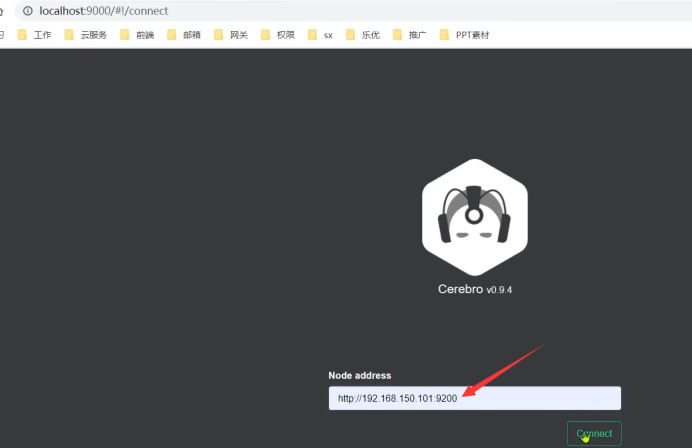 localhost:9000/#!/connect
工作 云服务 前端 邮箱 网关 权限 sx 乐优 推广 PPT素材
Cerebro v0.9.4
Node address
http://192.168.150.101:9200
Connect